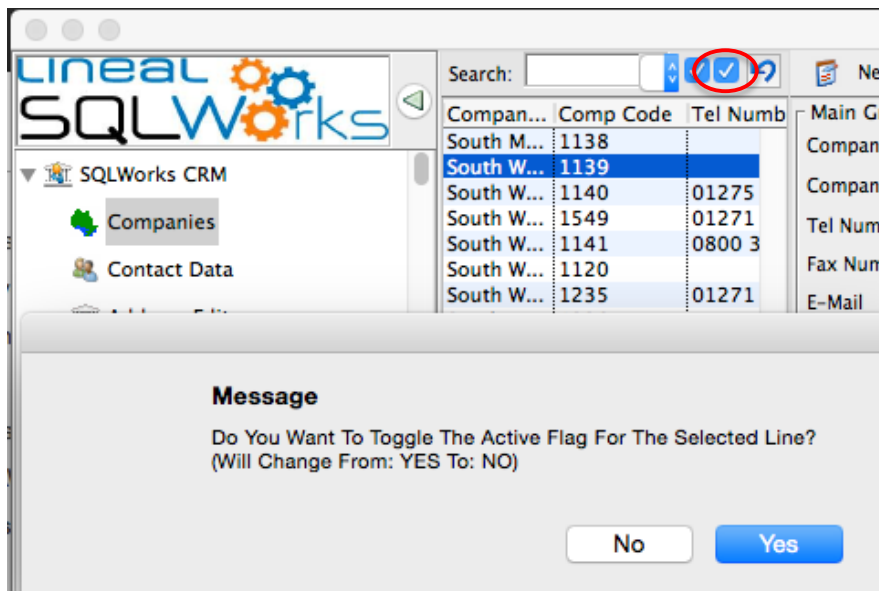 LINEAL
SQLWorks
Search:
Ne
Compan... Comp Code Tel Numb
South M... 1138
South W... 1139
South W... 1140 01275
South W... 1549 01271
South W... 1141 0800 3
South W... 1120
South W... 1235 01271
Main G
Compan
Compan
Tel Num
Fax Num
E-Mail
SQLWorks CRM
Companies
Contact Data
Message
Do You Want To Toggle The Active Flag For The Selected Line?
(Will Change From: YES To: NO)
No
Yes